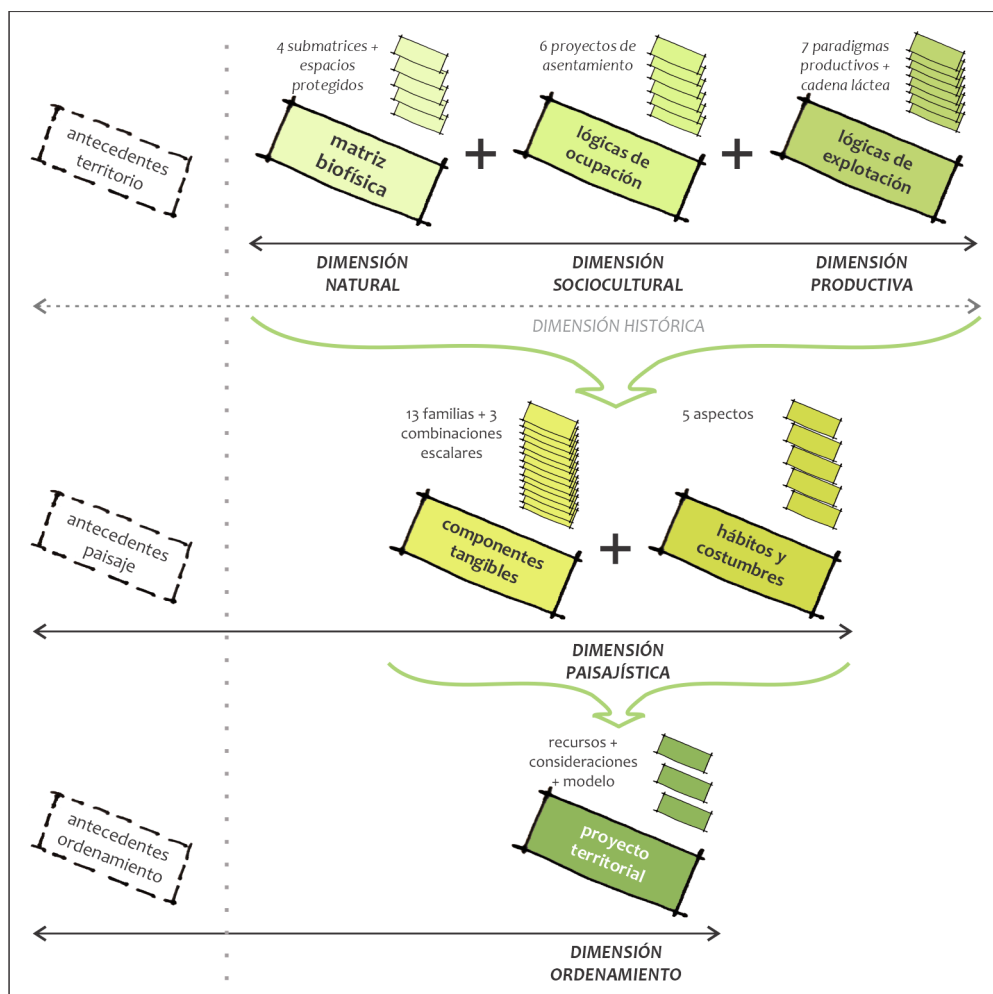 4 submatrices +
espacios
protegidos
6 proyectos de
asentamiento
7 paradigmas
productivos +
cadena láctea
antecedentes
territorio
matriz
biofísica
+
lógicas de
ocupación
+
lógicas de
explotación
DIMENSIÓN
NATURAL
DIMENSIÓN
SOCIOCULTURAL
DIMENSIÓN
PRODUCTIVA
DIMENSIÓN HISTÓRICA
13 familias + 3
combinaciones
escalares
5 aspectos
antecedentes
paisaje
componentes
tangibles
+
hábitos y
costumbres
DIMENSIÓN
PAISAJÍSTICA
recursos +
consideraciones
+ modelo
antecedentes
ordenamiento
proyecto
territorial
DIMENSIÓN
ORDENAMIENTO